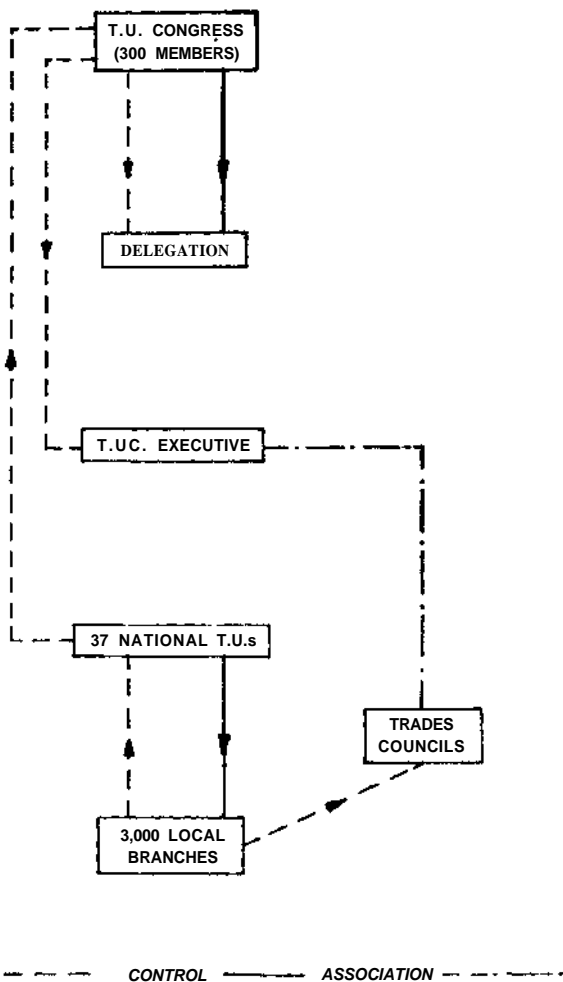 T.U. CONGRESS
(300 MEMBERS)
DELEGATION
T.UC. EXECUTIVE
37 NATIONAL T.U.s
TRADES
COUNCILS
3,000 LOCAL
BRANCHES
CONTROL ASSOCIATION